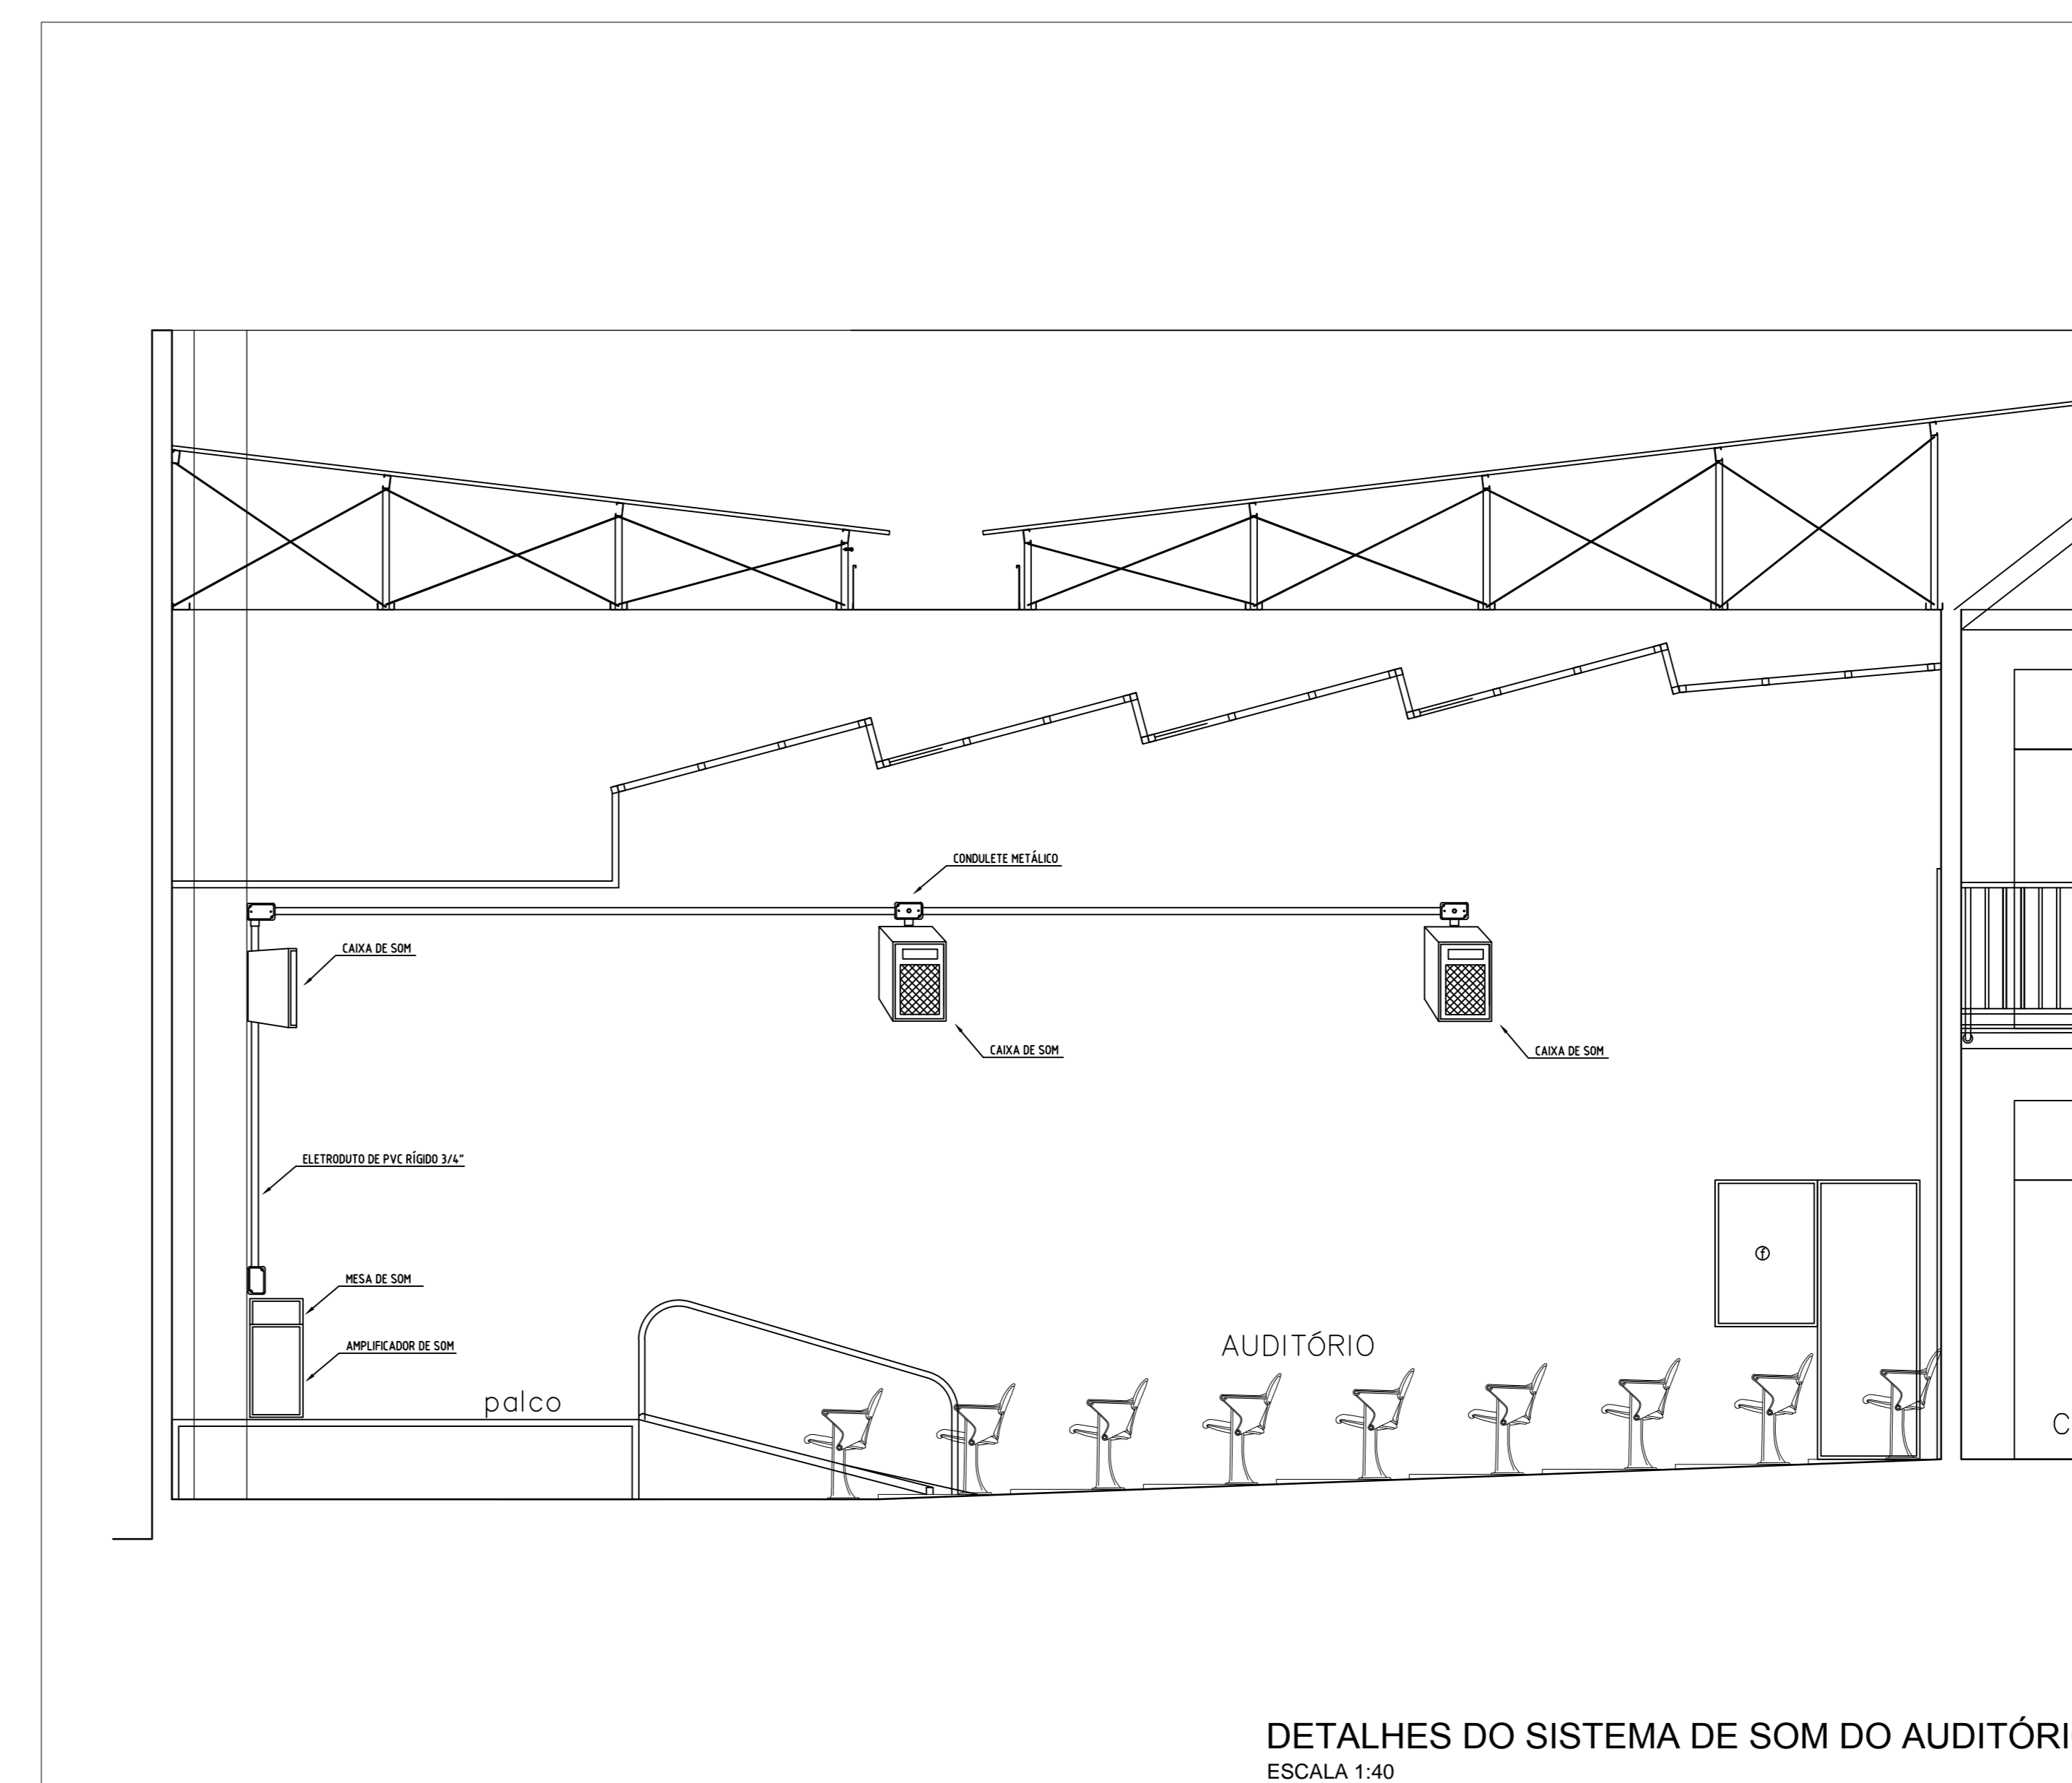 CONDULETE METÁLICO
CAIXA DE SOM
CAIXA DE SOM
CAIXA DE SOM
ELETRODUTO DE PVC RÍGIDO 3/4"
MESA DE SOM
AMPLIFICADOR DE SOM
AUDITÓRIO
palco
f
C
DETALHES DO SISTEMA DE SOM DO AUDITÓRI
ESCALA 1:40